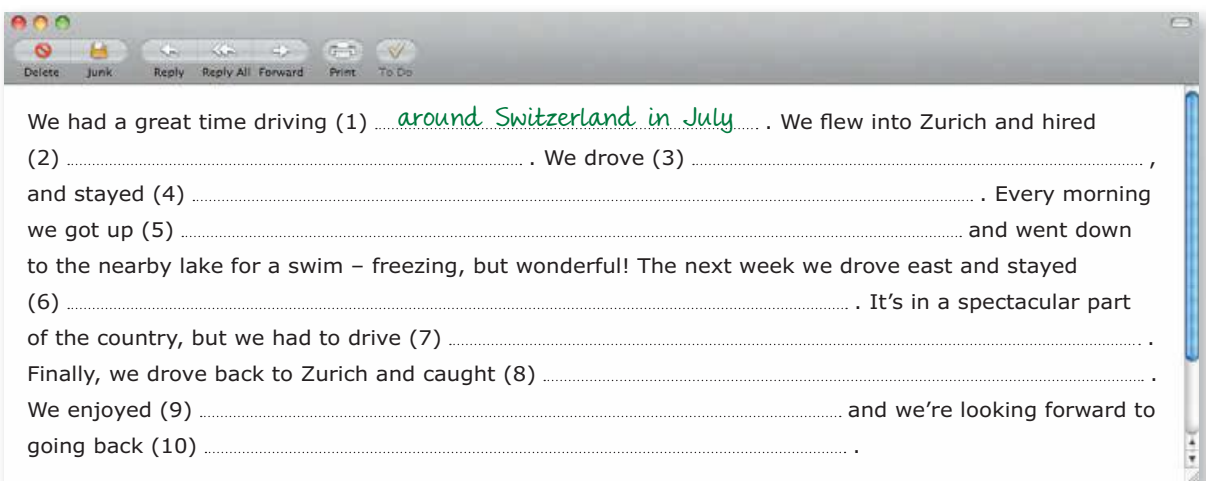 Delete Junk Reply Reply All Forward Print To Do
We had a great time driving (1) around Switzerland in July . We flew into Zurich and hired
(2) . We drove (3) ,
and stayed (4) . Every morning
we got up (5) and went down
to the nearby lake for a swim – freezing, but wonderful! The next week we drove east and stayed
(6) . It's in a spectacular part
of the country, but we had to drive (7) .
Finally, we drove back to Zurich and caught (8) .
We enjoyed (9) and we're looking forward to
going back (10) .